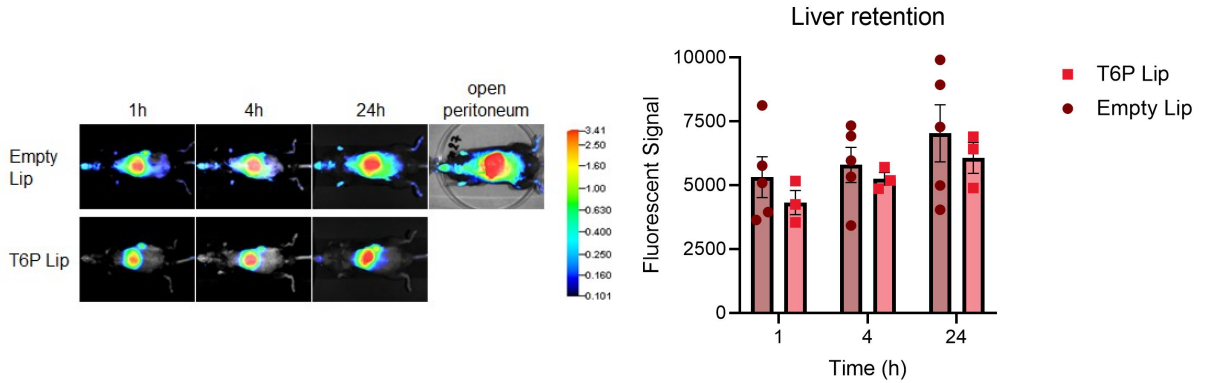 1h
4h
24h
open
peritoneum
Empty
Lip
T6P Lip
3.41
2.50
1.60
1.00
0.630
0.400
0.250
0.160
0.101
Liver retention
Fluorescent Signal
10000
7500
5000
2500
0
1
4
24
Time (h)
T6P Lip
Empty Lip